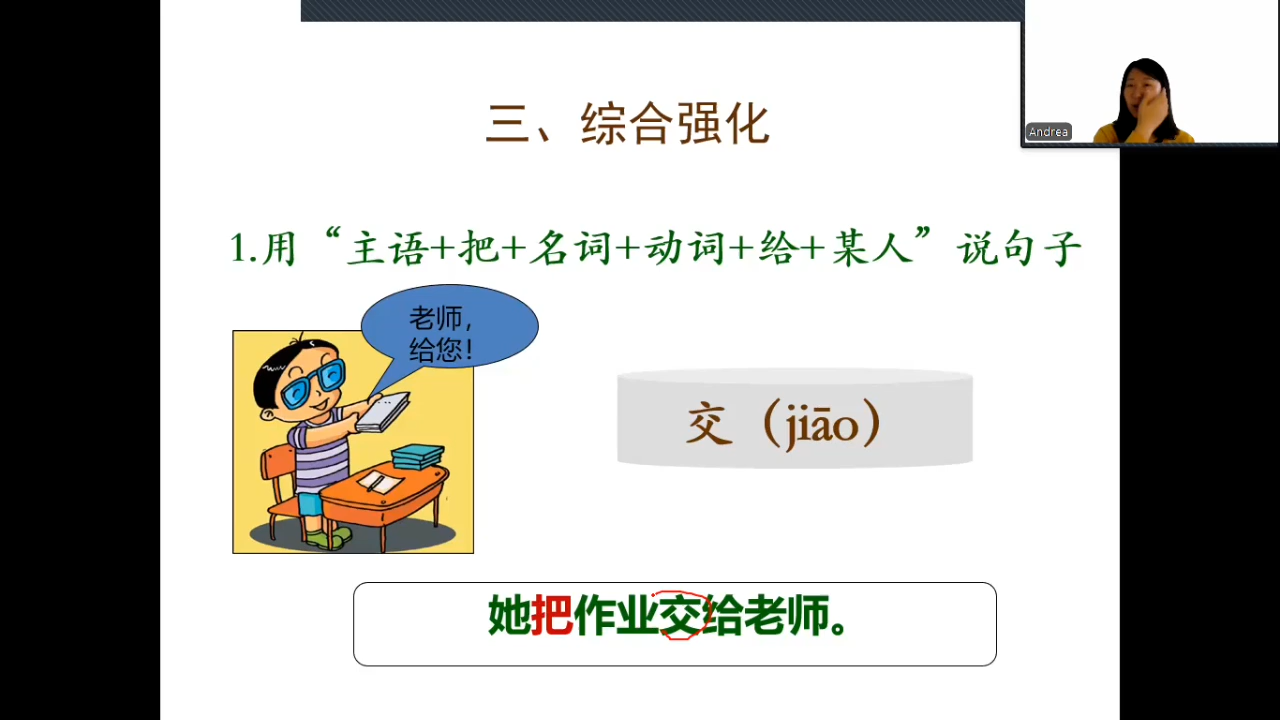 Andrea
三、综合强化
1.用“主语+把+名词+动词+给+某人”说句子
老师，
给您！
交（jiāo）
她把作业交给老师。